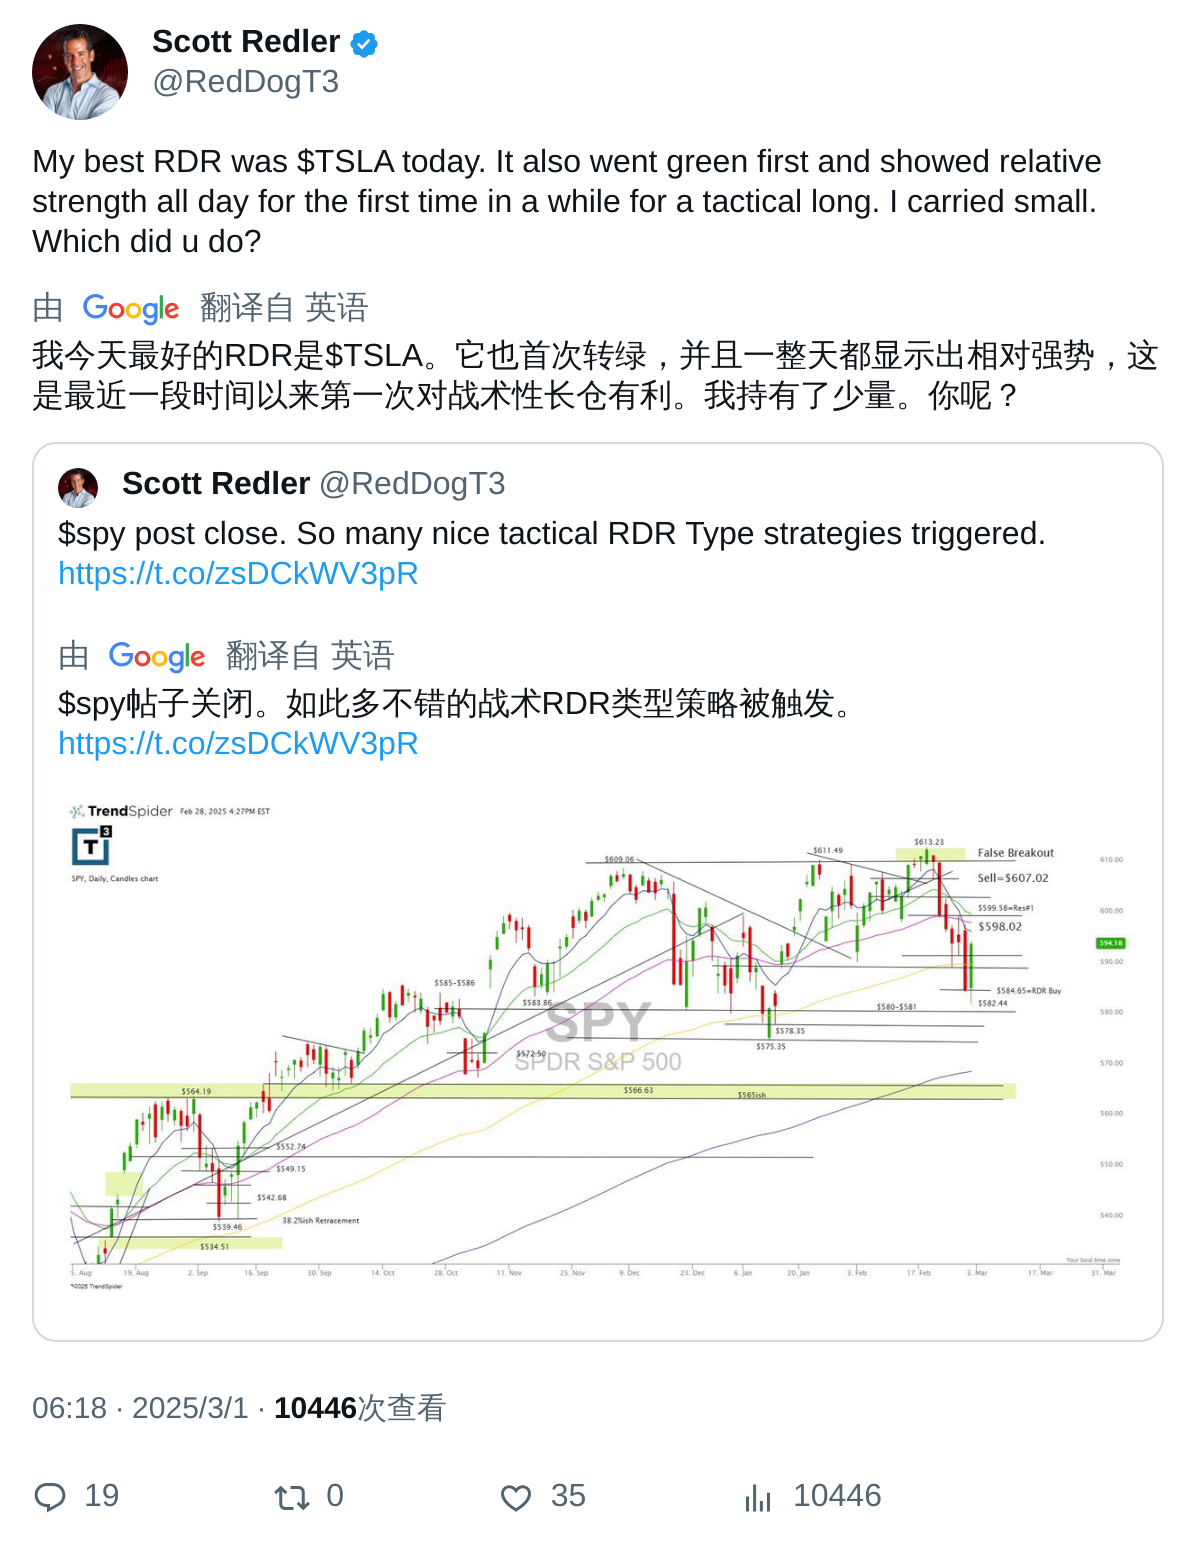 Scott Redler
@RedDogT3
My best RDR was $TSLA today. It also went green first and showed relative
strength all day for the first time in a while for a tactical long. I carried small.
Which did u do?
由 Google 翻译自 英语
我今天最好的RDR是$TSLA。它也首次转绿，并且一整天都显示出相对强势，这
是最近一段时间以来第一次对战术性长仓有利。我持有了少量。你呢？
Scott Redler @RedDogT3
$spy post close. So many nice tactical RDR Type strategies triggered.
https://t.co/zsDCkWV3pR
由 Google 翻译自 英语
$spy帖子关闭。如此多不错的战术RDR类型策略被触发。
https://t.co/zsDCkWV3pR
TrendSpider Feb 28, 2025 4:27PM EST
T3
SPY, Daily, Candles chart
$613.23
$611.49
$609.06
False Breakout
610.00
Sell=$607.02
$599.58=Res#1
600.00
$598.02
594.18
590.00
$585-$586
$584.65=RDR Buy
$583.86
$582.44
$580-$581
580.00
SPY
$578.35
$575.35
$572.50
SPDR S&P 500
570.00
$564.19
$566.63
$565ish
560.00
$552.74
550.00
$549.15
$542.68
540.00
38.2%ish Retracement
$539.46
$534.51
Your local time zone
5. Aug 19. Aug 2. Sep 16. Sep 30. Sep 14. Oct 28. Oct 11. Nov 25. Nov 9. Dec 23. Dec 6. Jan 20. Jan 3. Feb 17. Feb 3. Mar 17. Mar 31. Mar
©2025 TrendSpider
06:18 · 2025/3/1 · 10446次查看
19 0 35 10446